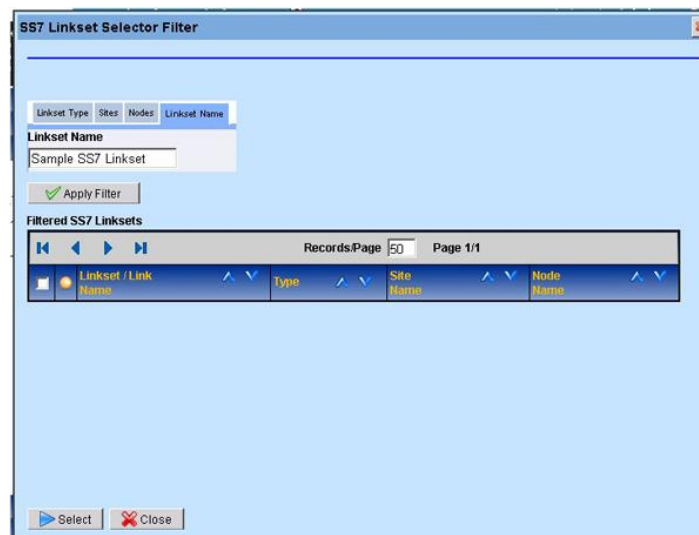 SS7 Linkset Selector Filter
Linkset Type Sites Nodes Linkset Name
Linkset Name
Sample SS7 Linkset
Apply Filter
Filtered SS7 Linksets
Records/Page 50 Page 1/1
Linkset / Link Name Type Site Name Node Name
Select Close